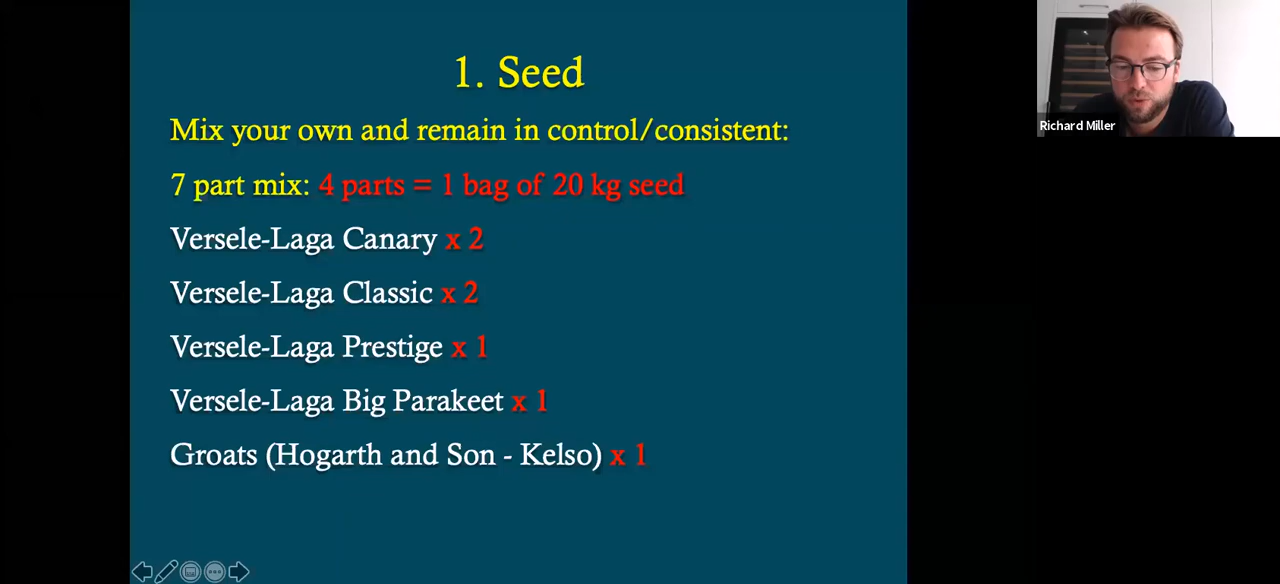 1. Seed
Mix your own and remain in control/consistent:
7 part mix: 4 parts = 1 bag of 20 kg seed
Versele-Laga Canary x 2
Versele-Laga Classic x 2
Versele-Laga Prestige x 1
Versele-Laga Big Parakeet x 1
Groats (Hogarth and Son - Kelso) x 1
Richard Miller